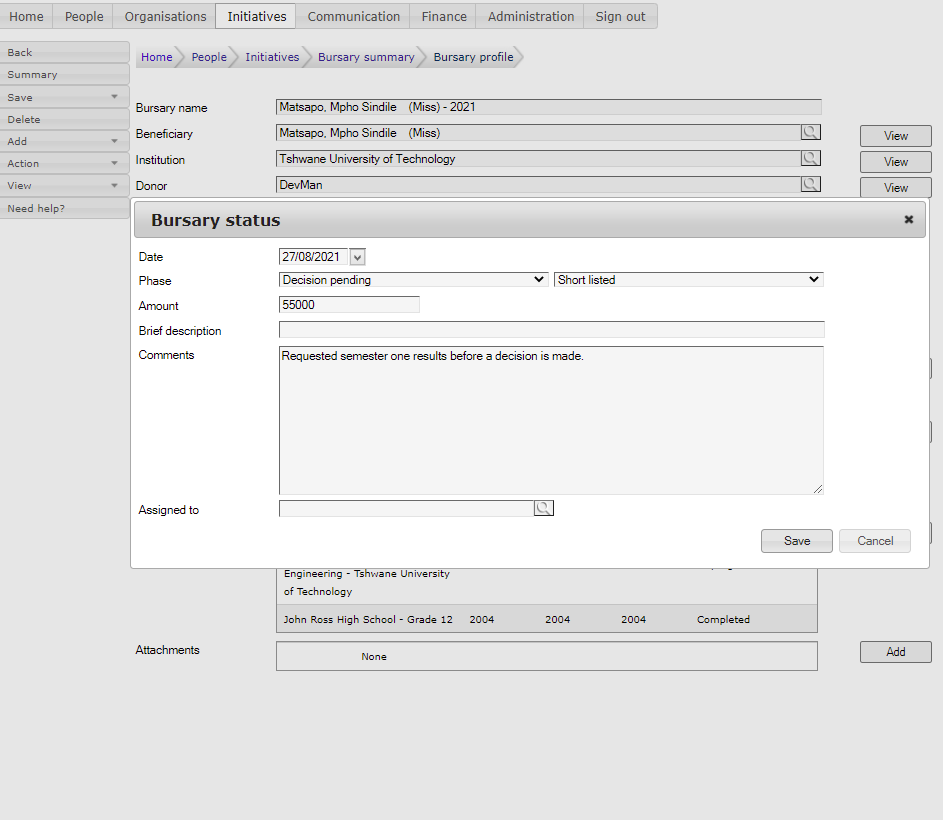 Home People Organisations Initiatives Communication Finance Administration Sign out
Back
Summary
Save
Delete
Add
Action
View
Need help?
Home People Initiatives Bursary summary Bursary profile
Bursary name Matsapo, Mpho Sindile (Miss) - 2021
Beneficiary Matsapo, Mpho Sindile (Miss) View
Institution Tshwane University of Technology View
Donor DevMan View
Bursary status
Date 27/08/2021
Phase Decision pending Short listed
Amount 55000
Brief description
Comments Requested semester one results before a decision is made.
Assigned to
Save Cancel
Engineering - Tshwane University
of Technology
John Ross High School - Grade 12 2004 2004 2004 Completed
Attachments None Add